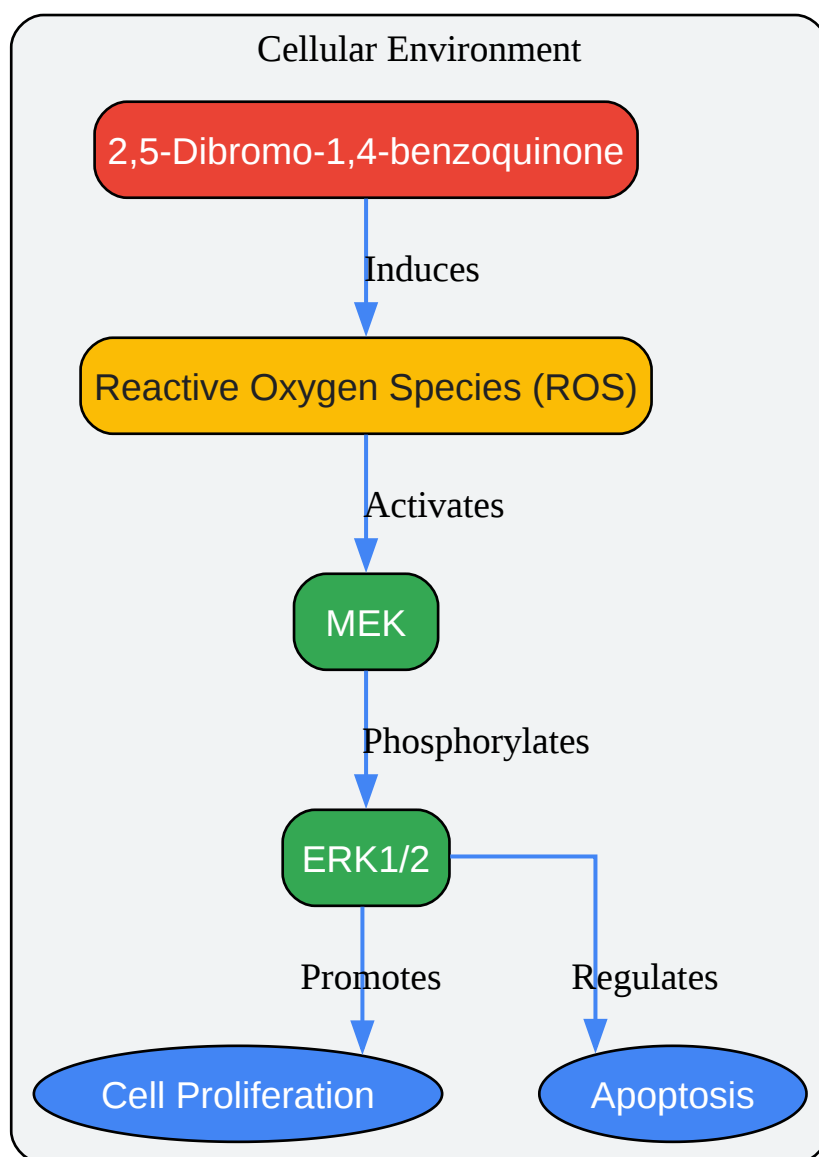 Cellular Environment
2,5-Dibromo-1,4-benzoquinone
Induces
Reactive Oxygen Species (ROS)
Activates
MEK
Phosphorylates
ERK1/2
Promotes
Regulates
Cell Proliferation
Apoptosis